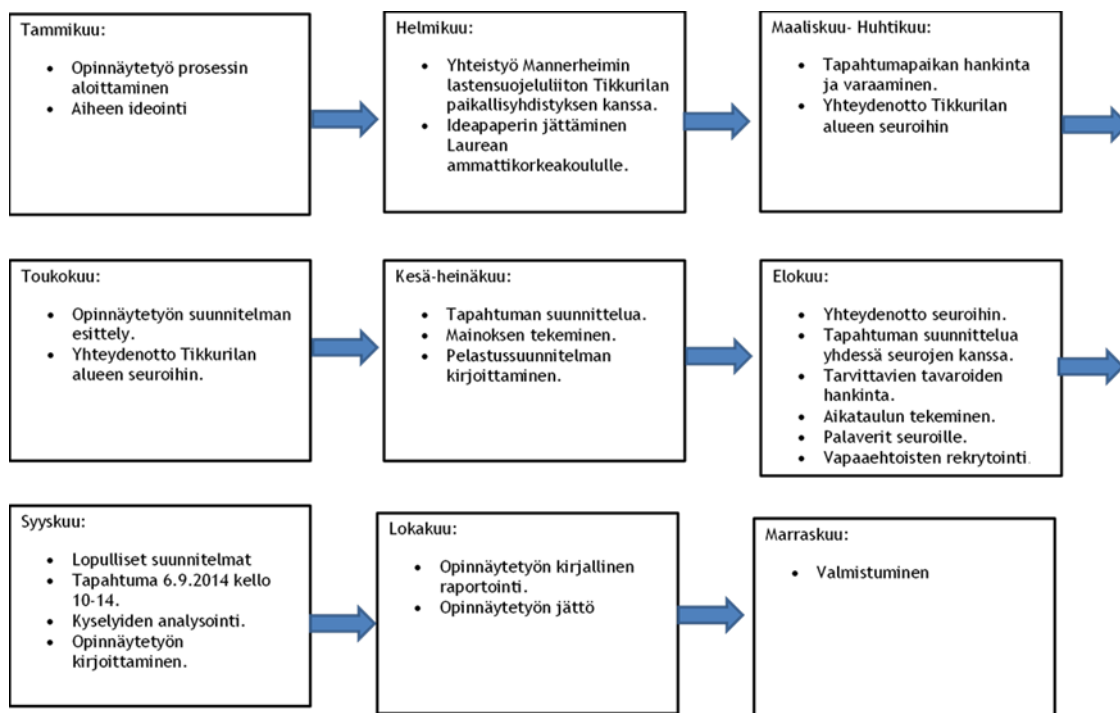 Tammikuu:
• Opinnäytetyö prosessin
aloittaminen
• Aiheen ideointi
Helmikuu:
• Yhteistyö Mannerheimin
lastensuojeluliiton Tikkurilan
paikallisyhdistyksen kanssa.
• Ideapaperin jättäminen
Laurean
ammattikorkeakoululle.
Maaliskuu- Huhtikuu:
• Tapahtumapaikan hankinta
ja varaaminen.
• Yhteydenotto Tikkurilan
alueen seuroihin
Toukokuu:
• Opinnäytetyön suunnitelman
esittely.
• Yhteydenotto Tikkurilan
alueen seuroihin.
Kesä-heinäkuu:
• Tapahtuman suunnittelua.
• Mainoksen tekeminen.
• Pelastussuunnitelman
kirjoittaminen.
Elokuu:
• Yhteydenotto seuroihin.
• Tapahtuman suunnittelua
yhdessä seurojen kanssa.
• Tarvittavien tavaroiden
hankinta.
• Aikataulun tekeminen.
• Palaverit seuroille.
• Vapaaehtoisten rekrytointi.
Syyskuu:
• Lopulliset suunnitelmat
• Tapahtuma 6.9.2014 kello
10-14.
• Kyselyiden analysointi.
• Opinnäytetyön
kirjoittaminen.
Lokakuu:
• Opinnäytetyön kirjallinen
raportointi.
• Opinnäytetyön jättö
Marraskuu:
• Valmistuminen